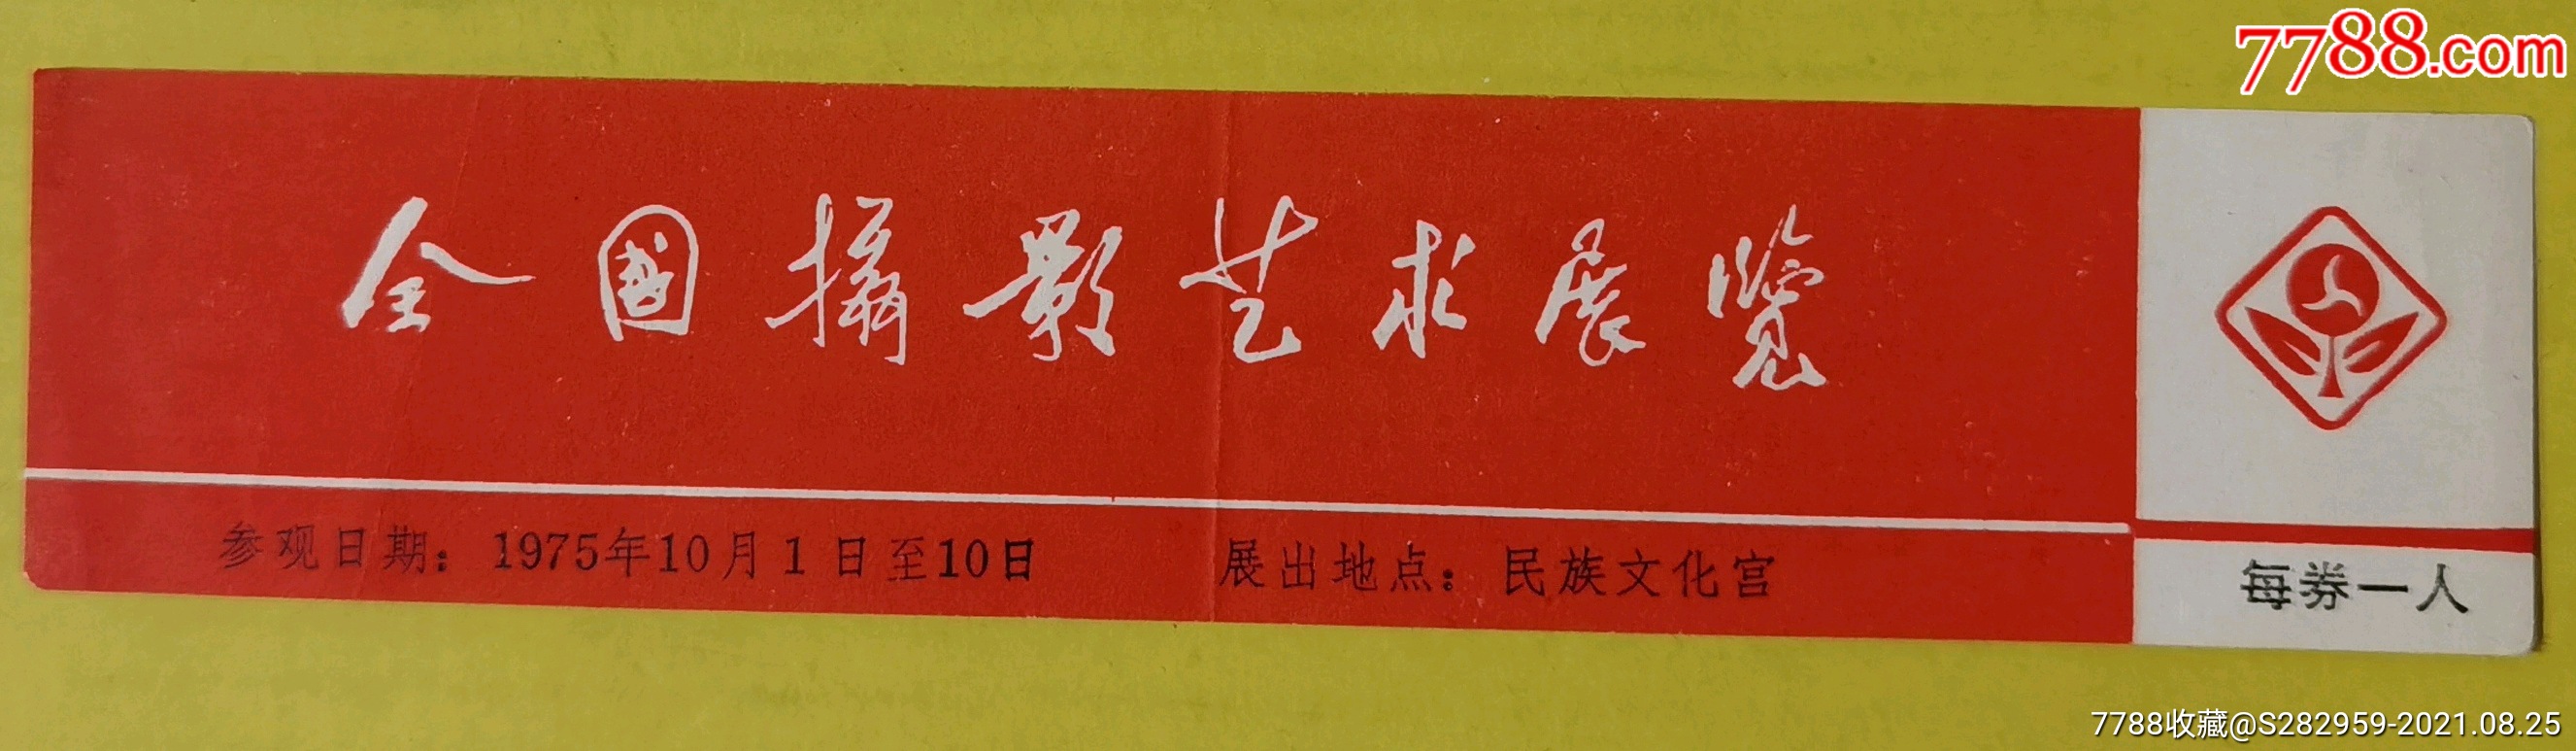 7788.com
全国摄影艺术展览
参观日期：1975年10月1日至10日
展出地点：民族文化宫
每券一人
7788收藏@S282959-2021.08.25